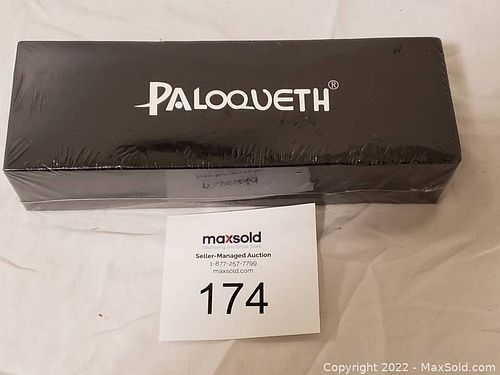 PALOQUETH®
maxsold
Seller-Managed Auction
1-877-257-7799
maxsold.com
174
Copyright 2022 - MaxSold.com